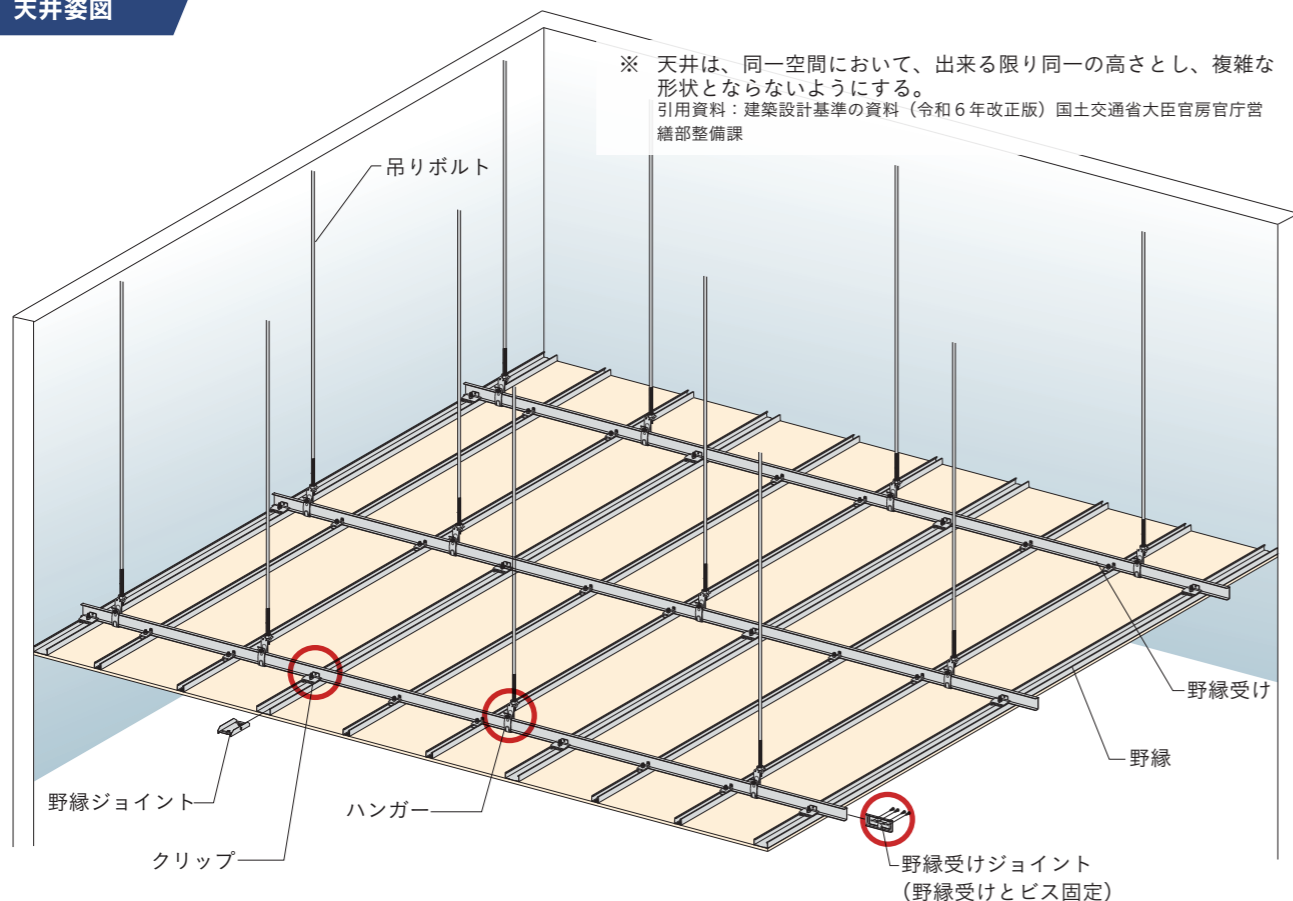 天井姿図
※ 天井は、同一空間において、出来る限り同一の高さとし、複雑な
形状とならないようにする。
引用資料：建築設計基準の資料（令和６年改正版）国土交通省大臣官房官庁営
繕部整備課
吊りボルト
野縁受け
野縁
野縁ジョイント
ハンガー
クリップ
野縁受けジョイント
（野縁受けとビス固定）